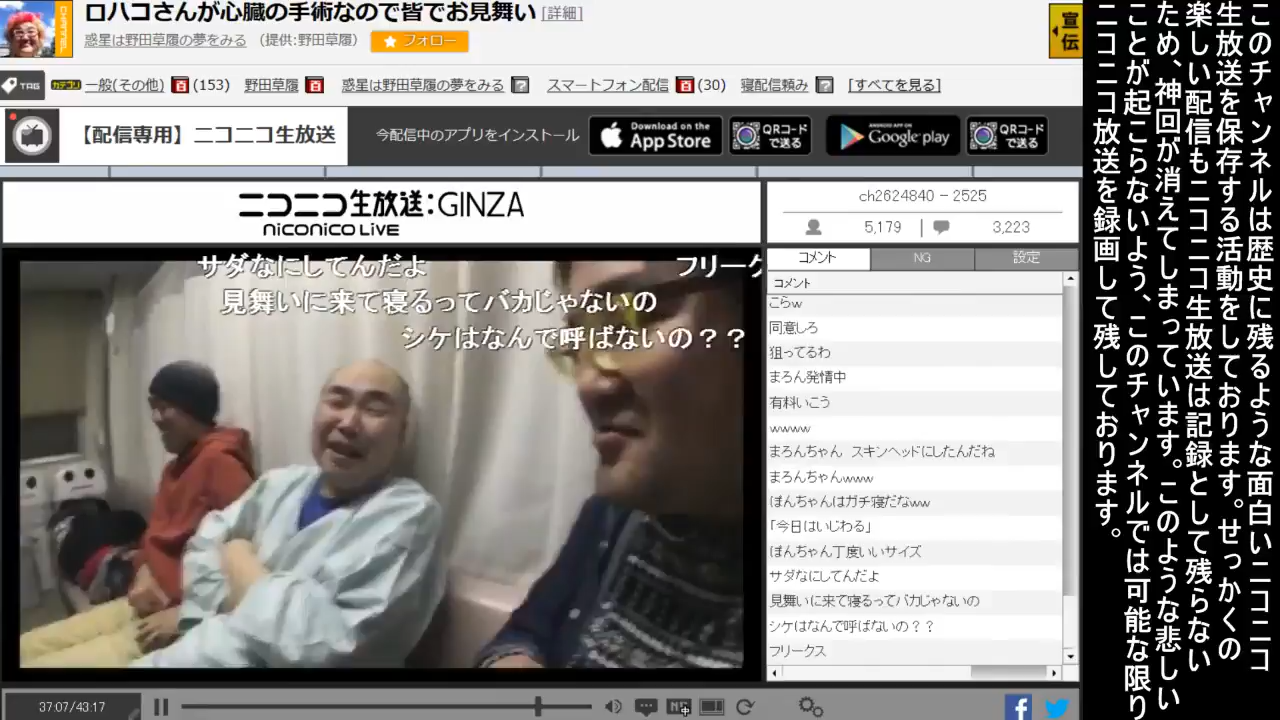 ロハコさんが心臓の手術なので皆でお見舞い [詳細]
惑星は野田草履の夢をみる （提供:野田草履） フォロー
CHANNEL
宣伝
TAG カテゴリ 一般(その他) (153) 野田草履 惑星は野田草履の夢をみる スマートフォン配信 (30) 寝配信頼み [すべてを見る]
【配信専用】ニコニコ生放送
今配信中のアプリをインストール
Download on the App Store
QRコードで送る
ANDROID APP ON Google play
QRコードで送る
ニコニコ生放送:GINZA
niconico Live
サダなにしてんだよ
フリーク
見舞いに来て寝るってバカじゃないの
シケはなんで呼ばないの？？
ch2624840 - 2525
5,179 | 3,223
コメント NG 設定
コメント
こらw
同意しろ
狙ってるわ
まろん発情中
有料いこう
wwww
まろんちゃん スキンヘッドにしたんだね
まろんちゃんwww
ぽんちゃんはガチ寝だなww
「今日はいじわる」
ぽんちゃん丁度いいサイズ
サダなにしてんだよ
見舞いに来て寝るってバカじゃないの
シケはなんで呼ばないの？？
フリークス
37:07/43:17
このチャンネルは歴史に残るような面白いニコニコ
生放送を保存する活動をしております。せっかくの
楽しい配信もニコニコ生放送は記録として残らない
ため、神回が消えてしまっています。このような悲しい
ことが起こらないよう、このチャンネルでは可能な限り
ニコニコ放送を録画して残しております。